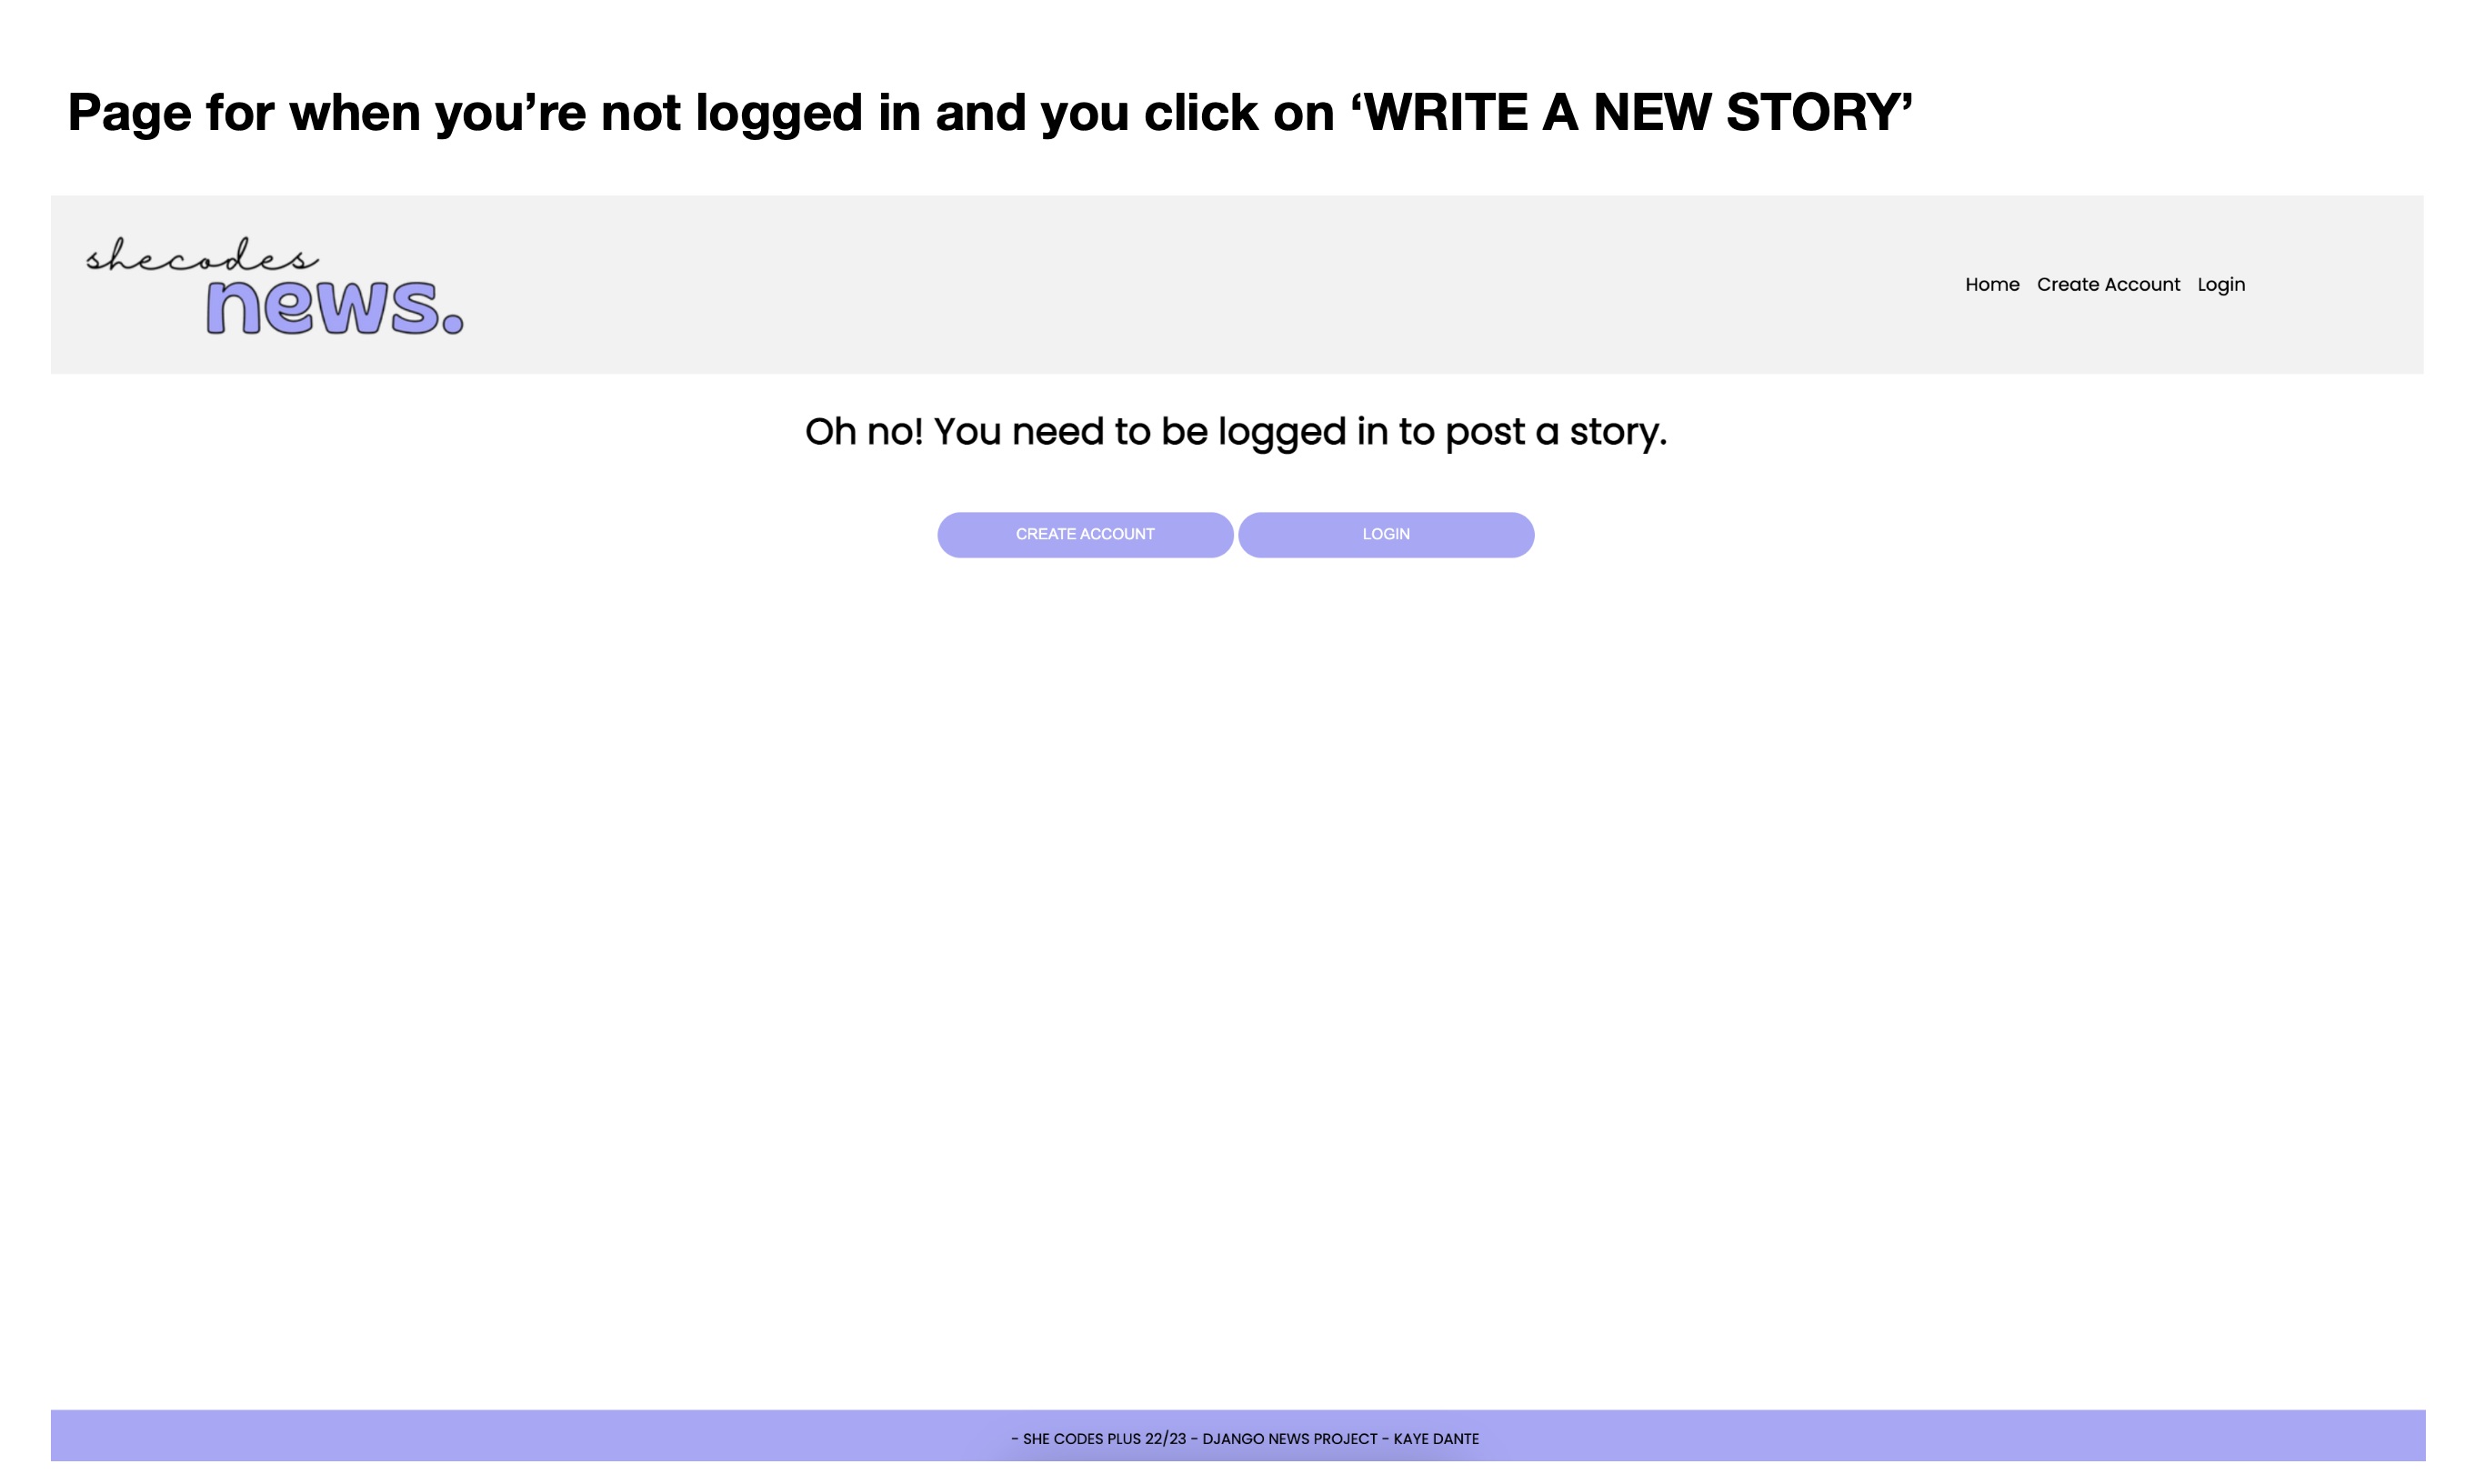 Page for when you’re not logged in and you click on ‘WRITE A NEW STORY’
shecodes
news.
Home Create Account Login
Oh no! You need to be logged in to post a story.
CREATE ACCOUNT LOGIN
- SHE CODES PLUS 22/23 - DJANGO NEWS PROJECT - KAYE DANTE